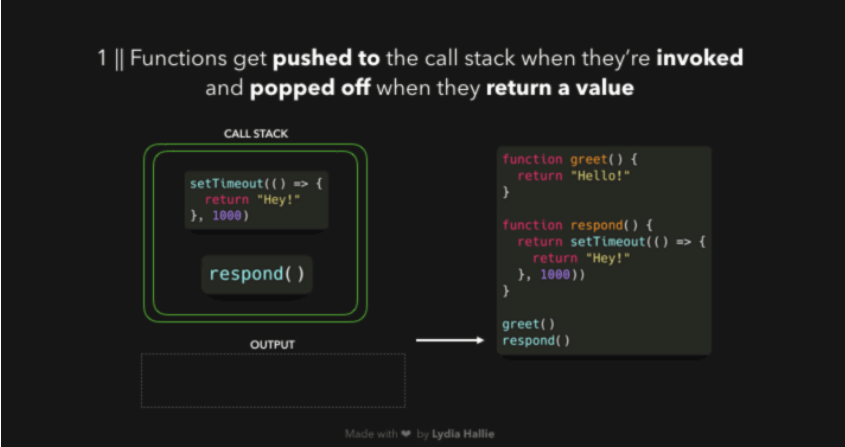 1 || Functions get pushed to the call stack when they're invoked
and popped off when they return a value
CALL STACK
setTimeout(() => {
return "Hey!"
}, 1000)
respond()
OUTPUT
function greet() {
return "Hello!"
}
function respond() {
return setTimeout(() => {
return "Hey!"
}, 1000))
}
greet()
respond()
Made with ❤ by Lydia Hallie